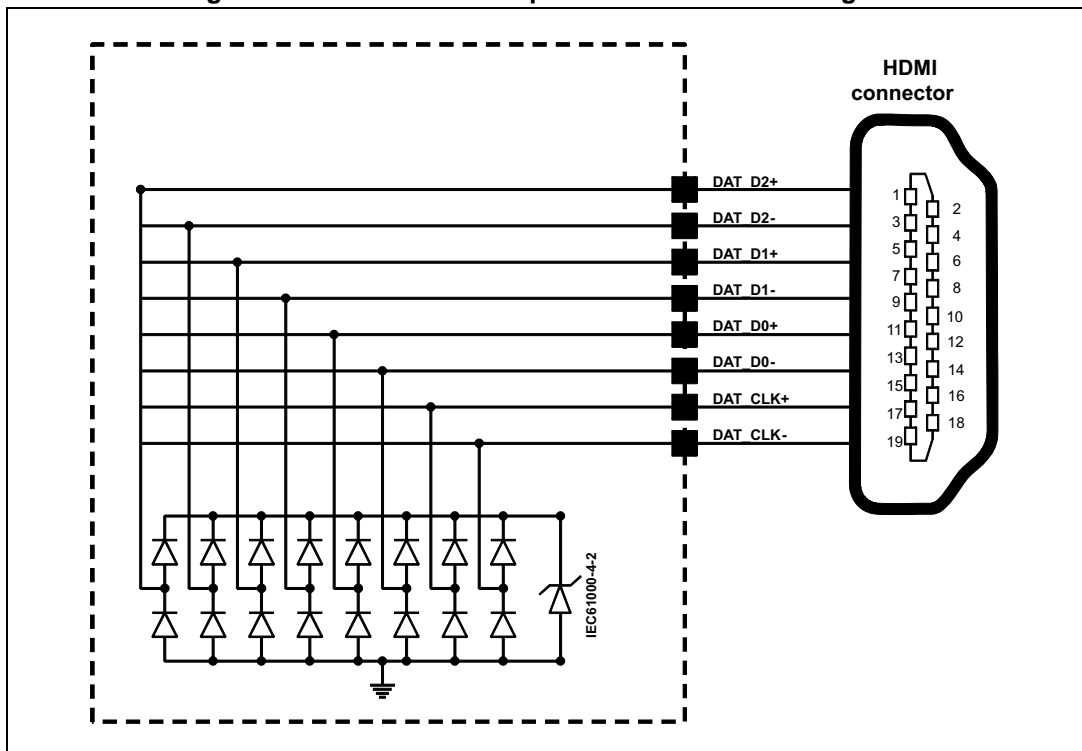 HDMI
connector
DAT_D2+
DAT_D2-
DAT_D1+
DAT_D1-
DAT_D0+
DAT_D0-
DAT_CLK+
DAT_CLK-
1
2
3
4
5
6
7
8
9
10
11
12
13
14
15
16
17
18
19
IEC61000-4-2